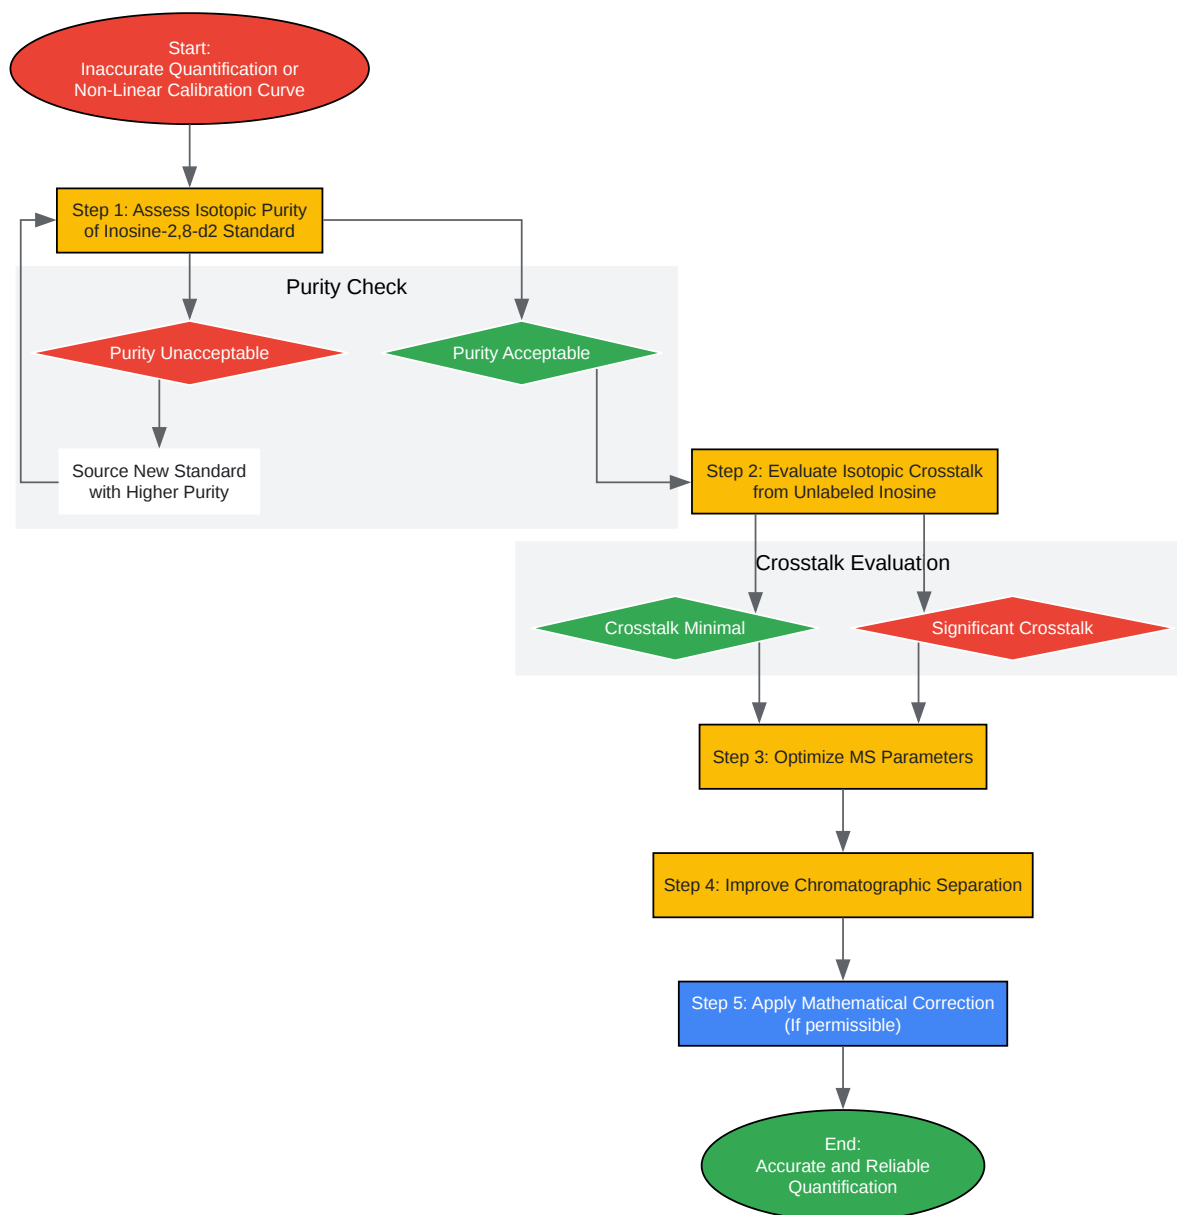 Start:
Inaccurate Quantification or
Non-Linear Calibration Curve
Step 1: Assess Isotopic Purity
of Inosine-2,8-d2 Standard
Purity Check
Purity Unacceptable
Purity Acceptable
Source New Standard
with Higher Purity
Step 2: Evaluate Isotopic Crosstalk
from Unlabeled Inosine
Crosstalk Evaluation
Crosstalk Minimal
Significant Crosstalk
Step 3: Optimize MS Parameters
Step 4: Improve Chromatographic Separation
Step 5: Apply Mathematical Correction
(If permissible)
End:
Accurate and Reliable
Quantification